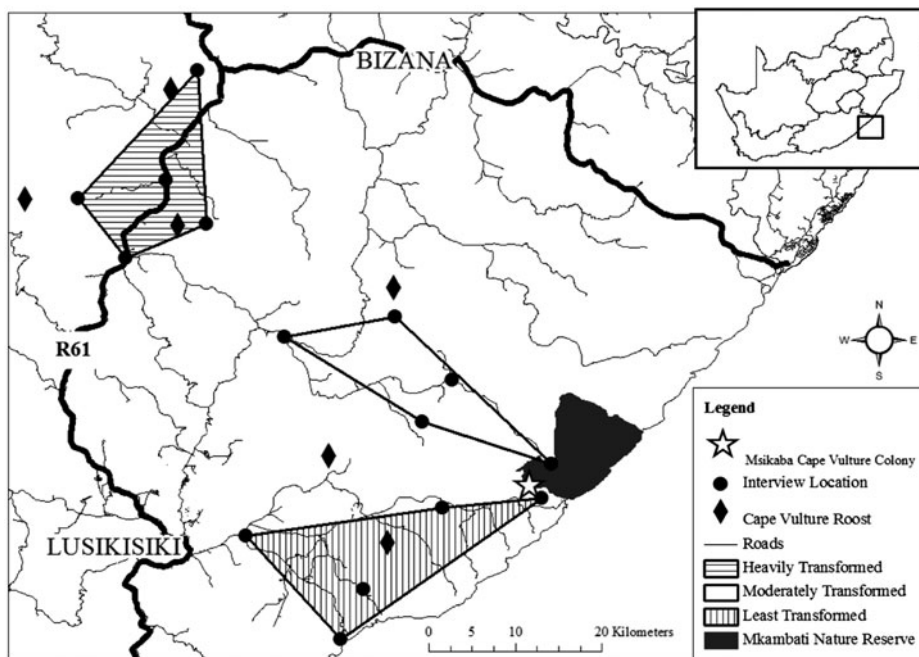 BIZANA
R61
N
W E
S
LUSIKISIKI
Legend
Msikaba Cape Vulture Colony
Interview Location
Cape Vulture Roost
Roads
Heavily Transformed
Moderately Transformed
Least Transformed
Mkambati Nature Reserve
0 5 10 20 Kilometers